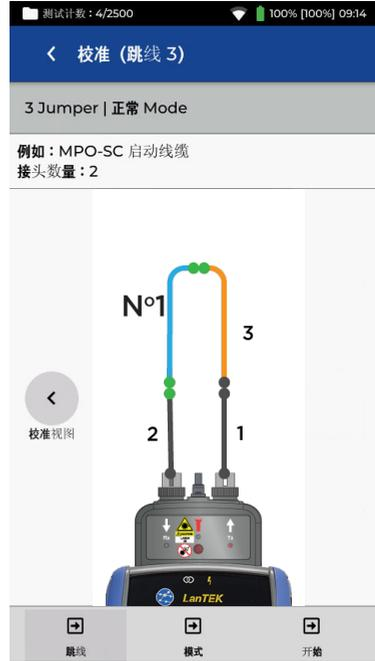 测试计数：4/2500
100% [100%] 09:14
校准（跳线 3）
3 Jumper | 正常 Mode
例如：MPO-SC 启动线缆
接头数量：2
Nº1
3
校准视图
2
1
Tx
LanTEK
跳线
模式
开始